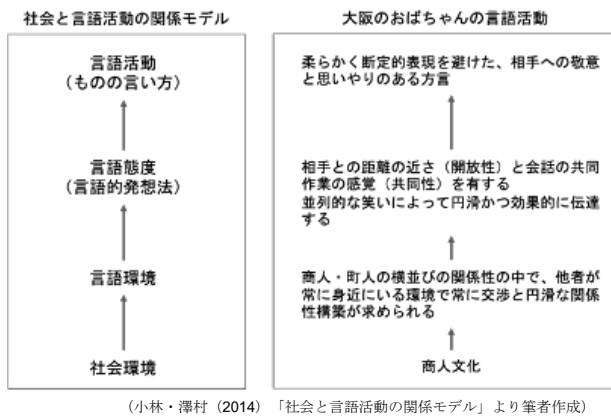 社会と言語活動の関係モデル
言語活動
（ものの言い方）
言語態度
（言語的発想法）
言語環境
社会環境
大阪のおばちゃんの言語活動
柔らかく断定的表現を避けた、相手への敬意
と思いやりのある方言
相手との距離の近さ（開放性）と会話の共同
作業の感覚（共同性）を有する
並列的な笑いによって円滑かつ効果的に伝達
する
商人・町人の横並びの関係性の中で、他者が
常に身近にいる環境で常に交渉と円滑な関係
性構築が求められる
商人文化
（小林・澤村（2014）「社会と言語活動の関係モデル」より筆者作成）